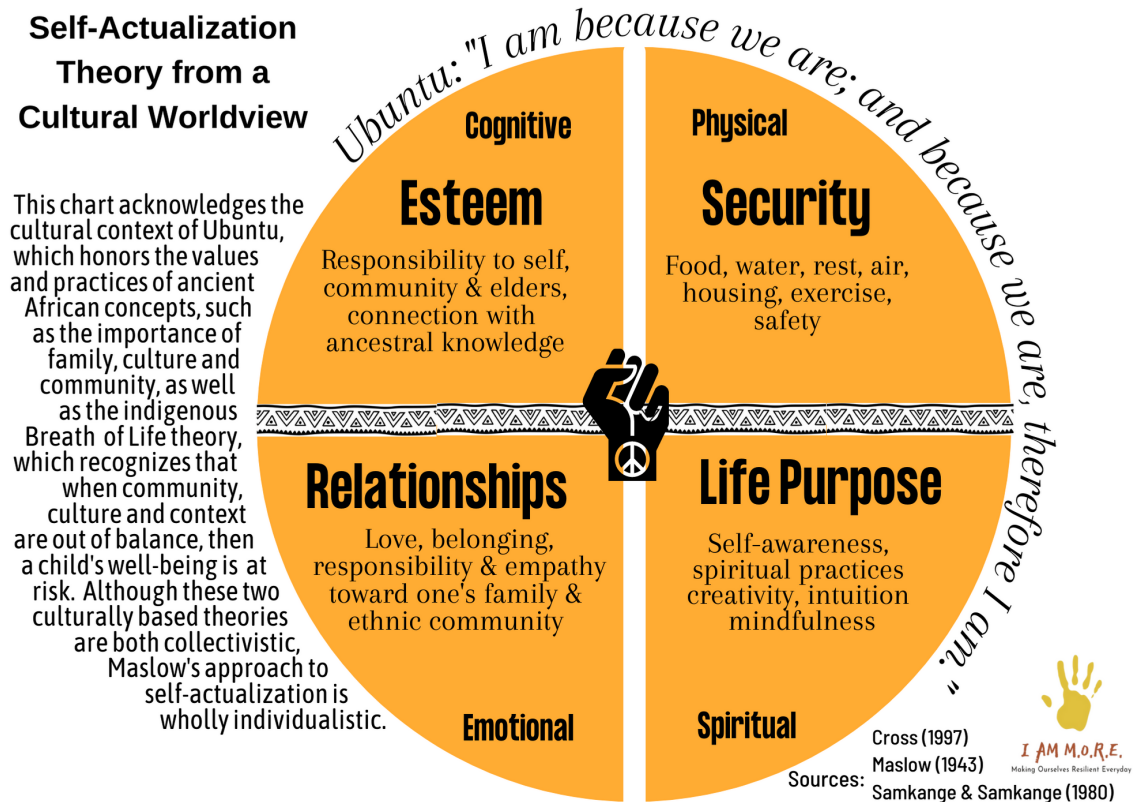 Self-Actualization
Theory from a
Cultural Worldview
Ubuntu: "I am because we are; and because we are, therefore I am."
This chart acknowledges the
cultural context of Ubuntu,
which honors the values
and practices of ancient
African concepts, such
as the importance of
family, culture and
community, as well
as the indigenous
Breath of Life theory,
which recognizes that
when community,
culture and context
are out of balance, then
a child's well-being is at
risk. Although these two
culturally based theories
are both collectivistic,
Maslow's approach to
self-actualization is
wholly individualistic.
Cognitive
Esteem
Responsibility to self,
community & elders,
connection with
ancestral knowledge
Physical
Security
Food, water, rest, air,
housing, exercise,
safety
Relationships
Love, belonging,
responsibility & empathy
toward one's family &
ethnic community
Emotional
Life Purpose
Self-awareness,
spiritual practices
creativity, intuition
mindfulness
Spiritual
Sources:
Cross (1997)
Maslow (1943)
Samkange & Samkange (1980)
I AM M.O.R.E.
Making Ourselves Resilient Everyday